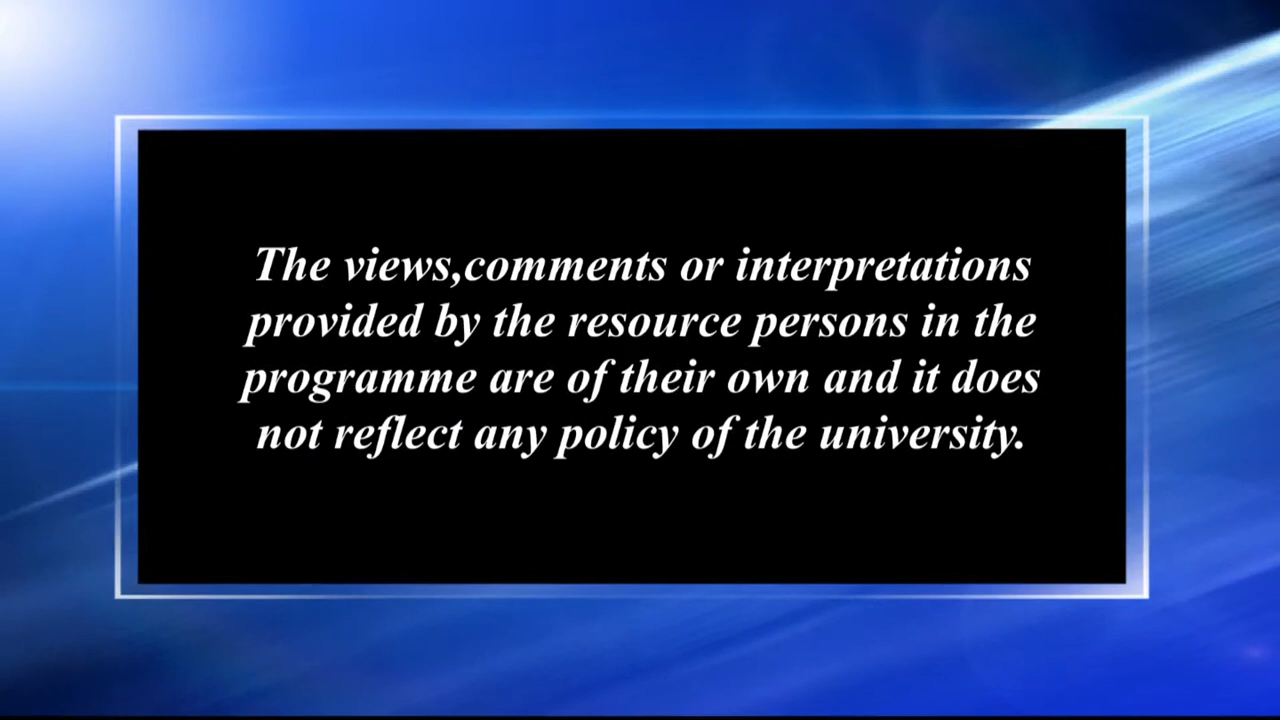 The views,comments or interpretations
provided by the resource persons in the
programme are of their own and it does
not reflect any policy of the university.